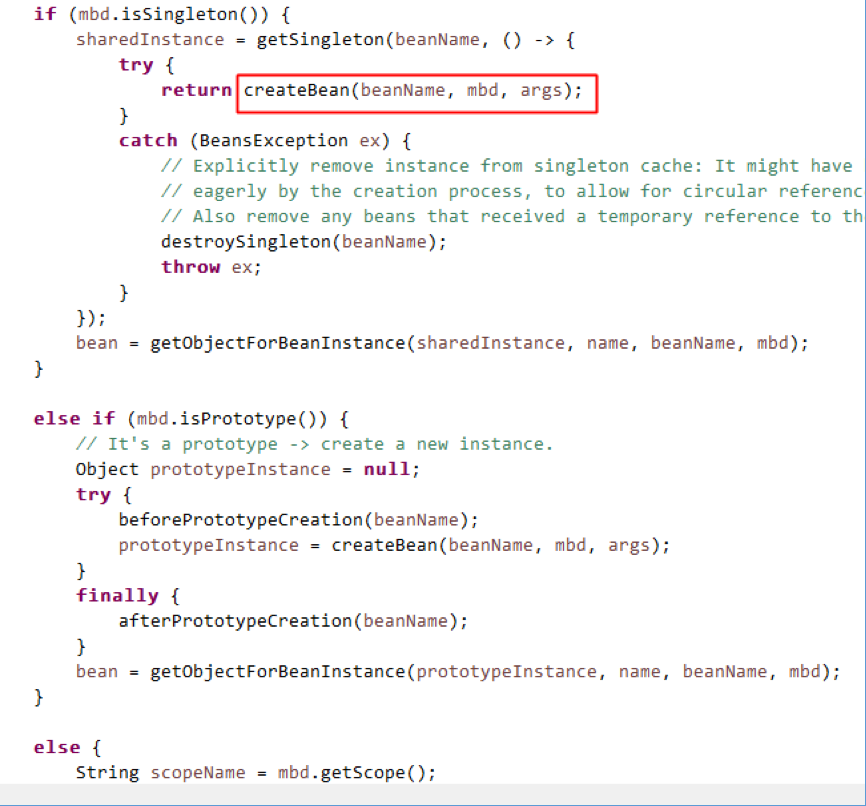 if (mbd.isSingleton()) {
sharedInstance = getSingleton(beanName, () -> {
try {
return createBean(beanName, mbd, args);
}
catch (BeansException ex) {
// Explicitly remove instance from singleton cache: It might have
// eagerly by the creation process, to allow for circular referenc
// Also remove any beans that received a temporary reference to th
destroySingleton(beanName);
throw ex;
}
});
bean = getObjectForBeanInstance(sharedInstance, name, beanName, mbd);
}
else if (mbd.isPrototype()) {
// It's a prototype -> create a new instance.
Object prototypeInstance = null;
try {
beforePrototypeCreation(beanName);
prototypeInstance = createBean(beanName, mbd, args);
}
finally {
afterPrototypeCreation(beanName);
}
bean = getObjectForBeanInstance(prototypeInstance, name, beanName, mbd);
}
else {
String scopeName = mbd.getScope();